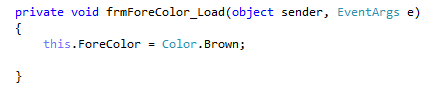 private void frmForeColor_Load(object sender, EventArgs e)
{
    this.ForeColor = Color.Brown;
}